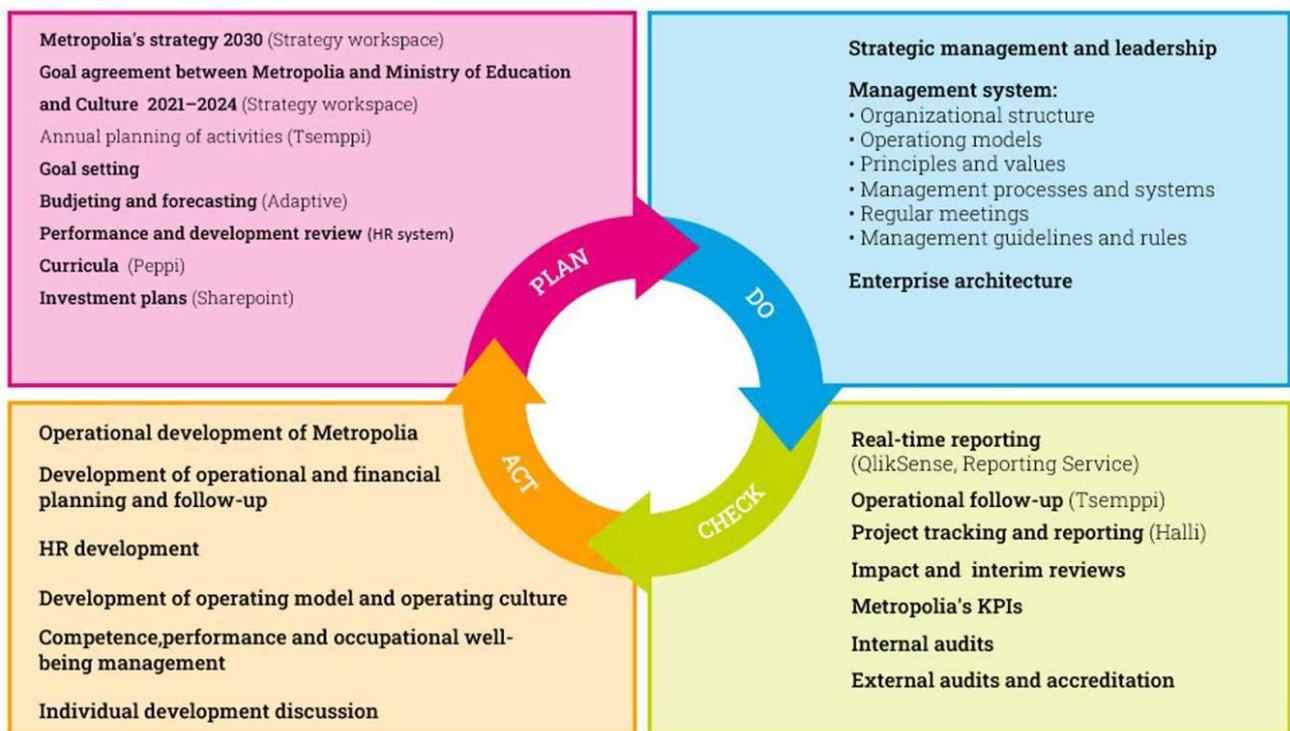 Metropolia's strategy 2030 (Strategy workspace)
Goal agreement between Metropolia and Ministry of Education
and Culture 2021–2024 (Strategy workspace)
Annual planning of activities (Tsemppi)
Goal setting
Budjeting and forecasting (Adaptive)
Performance and development review (HR system)
Curricula (Peppi)
Investment plans (Sharepoint)
Strategic management and leadership
Management system:
• Organizational structure
• Operationg models
• Principles and values
• Management processes and systems
• Regular meetings
• Management guidelines and rules
Enterprise architecture
PLAN
DO
ACT
CHECK
Operational development of Metropolia
Development of operational and financial
planning and follow-up
HR development
Development of operating model and operating culture
Competence,performance and occupational well-
being management
Individual development discussion
Real-time reporting
(QlikSense, Reporting Service)
Operational follow-up (Tsemppi)
Project tracking and reporting (Halli)
Impact and interim reviews
Metropolia's KPIs
Internal audits
External audits and accreditation